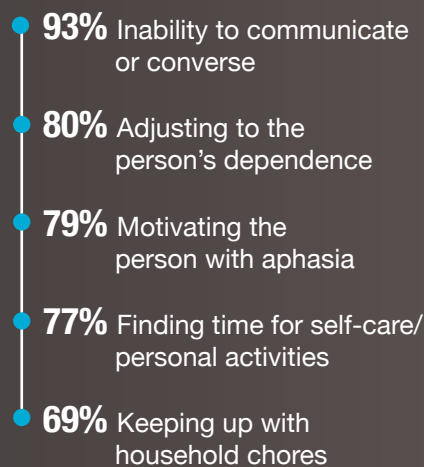 93% Inability to communicate
or converse
80% Adjusting to the
person's dependence
79% Motivating the
person with aphasia
77% Finding time for self-care/
personal activities
69% Keeping up with
household chores